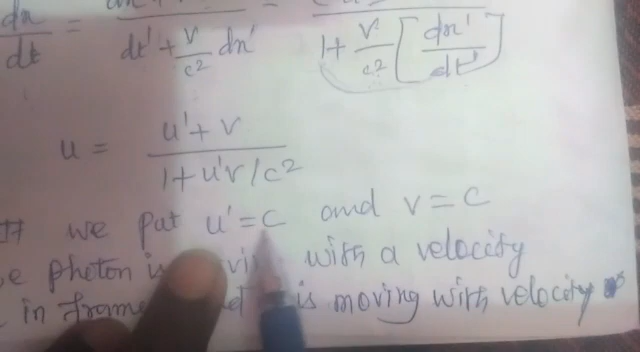 dx/dt = / dt' + v/c² dx' = / 1 + v/c² [dx'/dt']
u = u' + v / 1 + u'v/c²
If we put u' = c and v = c
photon is with a velocity
in frame is moving with velocity